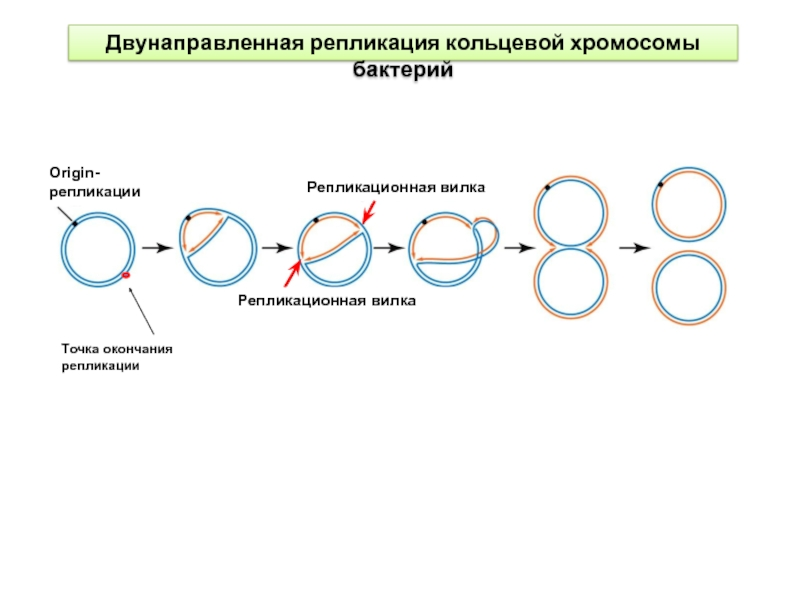 Двунаправленная репликация кольцевой хромосомы
бактерий
Origin-
репликации
Репликационная вилка
Репликационная вилка
Точка окончания
репликации